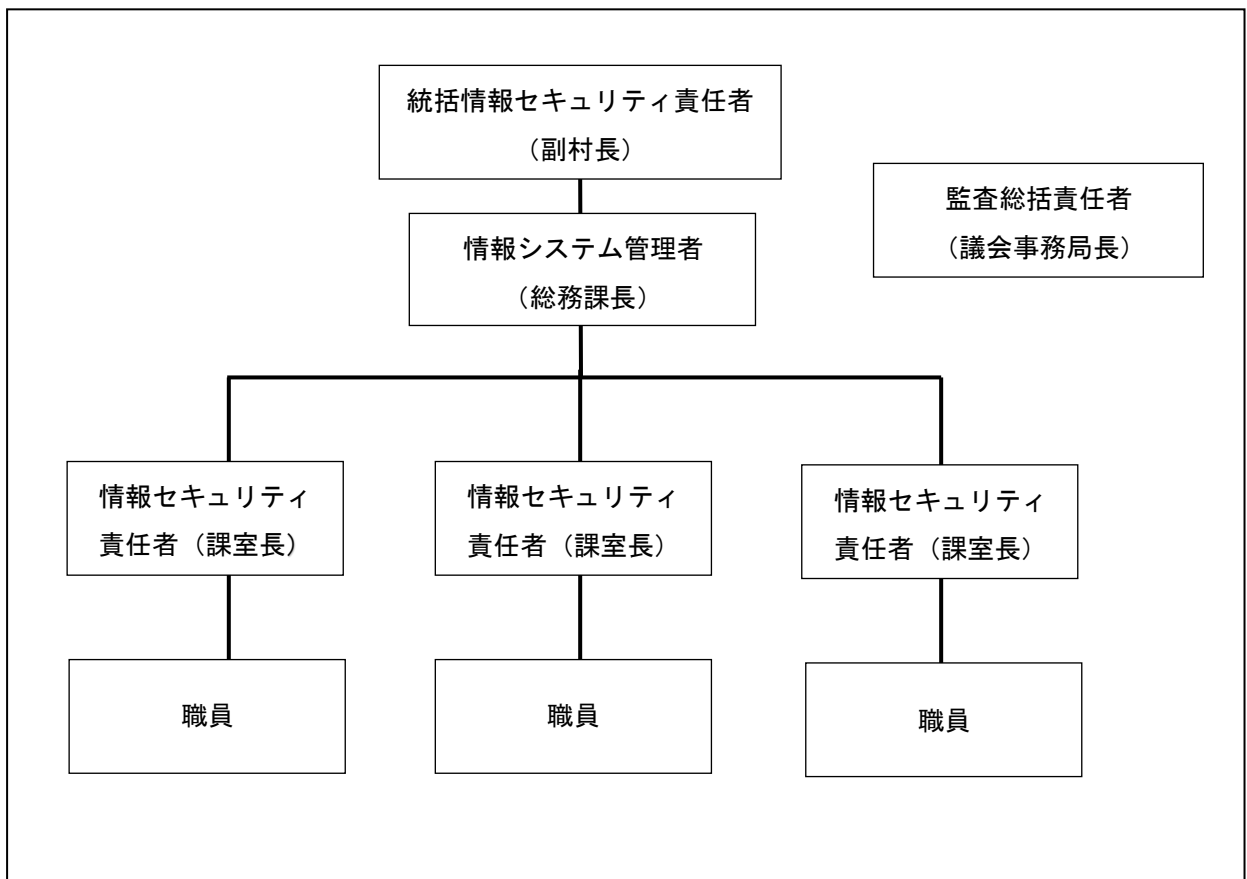 統括情報セキュリティ責任者
（副村長）
監査総括責任者
（議会事務局長）
情報システム管理者
（総務課長）
情報セキュリティ
責任者（課室長）
情報セキュリティ
責任者（課室長）
情報セキュリティ
責任者（課室長）
職員
職員
職員